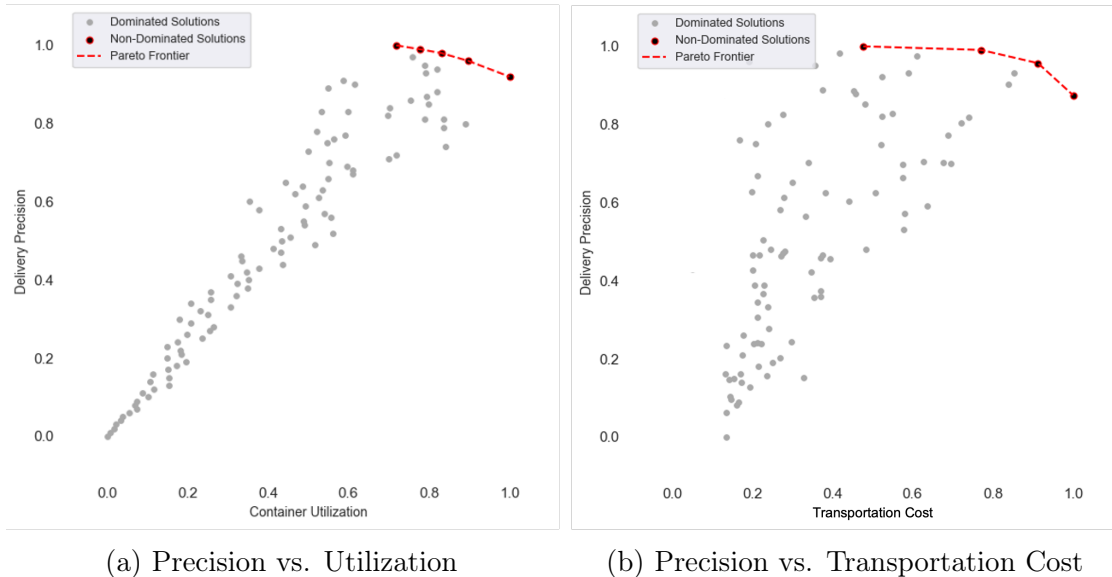 Dominated Solutions
Non-Dominated Solutions
Pareto Frontier
1.0
0.8
0.6
0.4
0.2
0.0
Delivery Precision
0.0 0.2 0.4 0.6 0.8 1.0
Container Utilization
(a) Precision vs. Utilization
Dominated Solutions
Non-Dominated Solutions
Pareto Frontier
1.0
0.8
0.6
0.4
0.2
0.0
Delivery Precision
0.0 0.2 0.4 0.6 0.8 1.0
Transportation Cost
(b) Precision vs. Transportation Cost